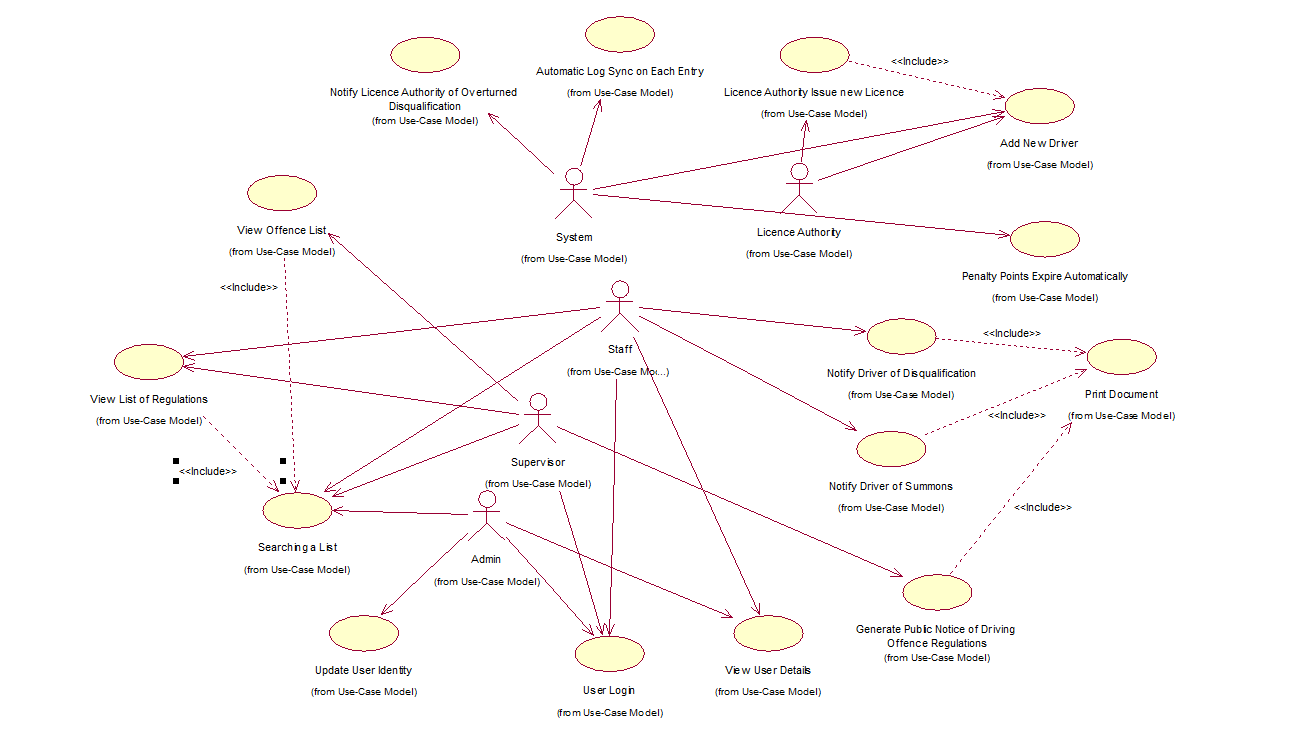 Automatic Log Sync on Each Entry
(from Use-Case Model)
Notify Licence Authority of Overturned
Disqualification
(from Use-Case Model)
Licence Authority Issue new Licence
(from Use-Case Model)
<<Include>>
Add New Driver
(from Use-Case Model)
View Offence List
(from Use-Case Model)
System
(from Use-Case Model)
Licence Authority
(from Use-Case Model)
Penalty Points Expire Automatically
(from Use-Case Model)
<<Include>>
Staff
(from Use-Case Mo...)
<<Include>>
Notify Driver of Disqualification
(from Use-Case Model)
Print Document
(from Use-Case Model)
View List of Regulations
(from Use-Case Model)
<<Include>>
<<Include>>
Supervisor
(from Use-Case Model)
Notify Driver of Summons
(from Use-Case Model)
<<Include>>
Searching a List
(from Use-Case Model)
Admin
(from Use-Case Model)
Generate Public Notice of Driving
Offence Regulations
(from Use-Case Model)
Update User Identity
(from Use-Case Model)
User Login
(from Use-Case Model)
View User Details
(from Use-Case Model)